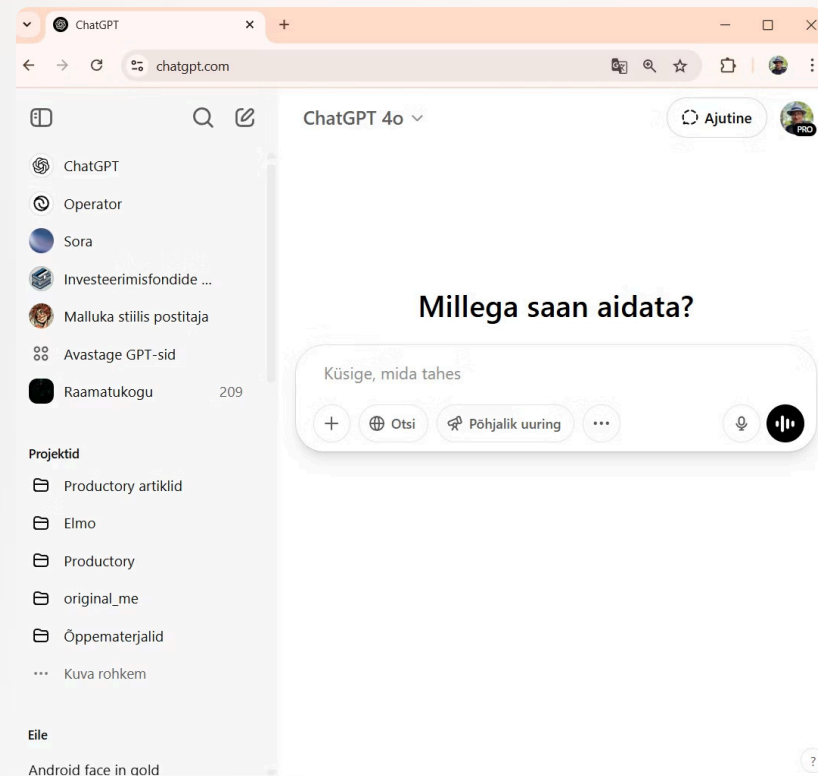 ChatGPT
chatgpt.com
ChatGPT 4o
Ajutine
PRO
ChatGPT
Operator
Sora
Investeerimisfondide ...
Malluka stiilis postitaja
Avastage GPT-sid
Raamatukogu 209
Projektid
Productory artiklid
Elmo
Productory
original_me
Õppematerjalid
Kuva rohkem
Eile
Android face in gold
Millega saan aidata?
Küsige, mida tahes
Otsi
Põhjalik uuring
?